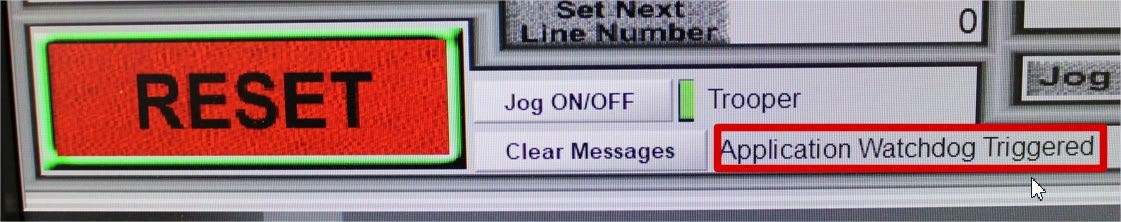 Set Next
Line Number
0
RESET
Jog ON/OFF
Trooper
Jog
Clear Messages
Application Watchdog Triggered